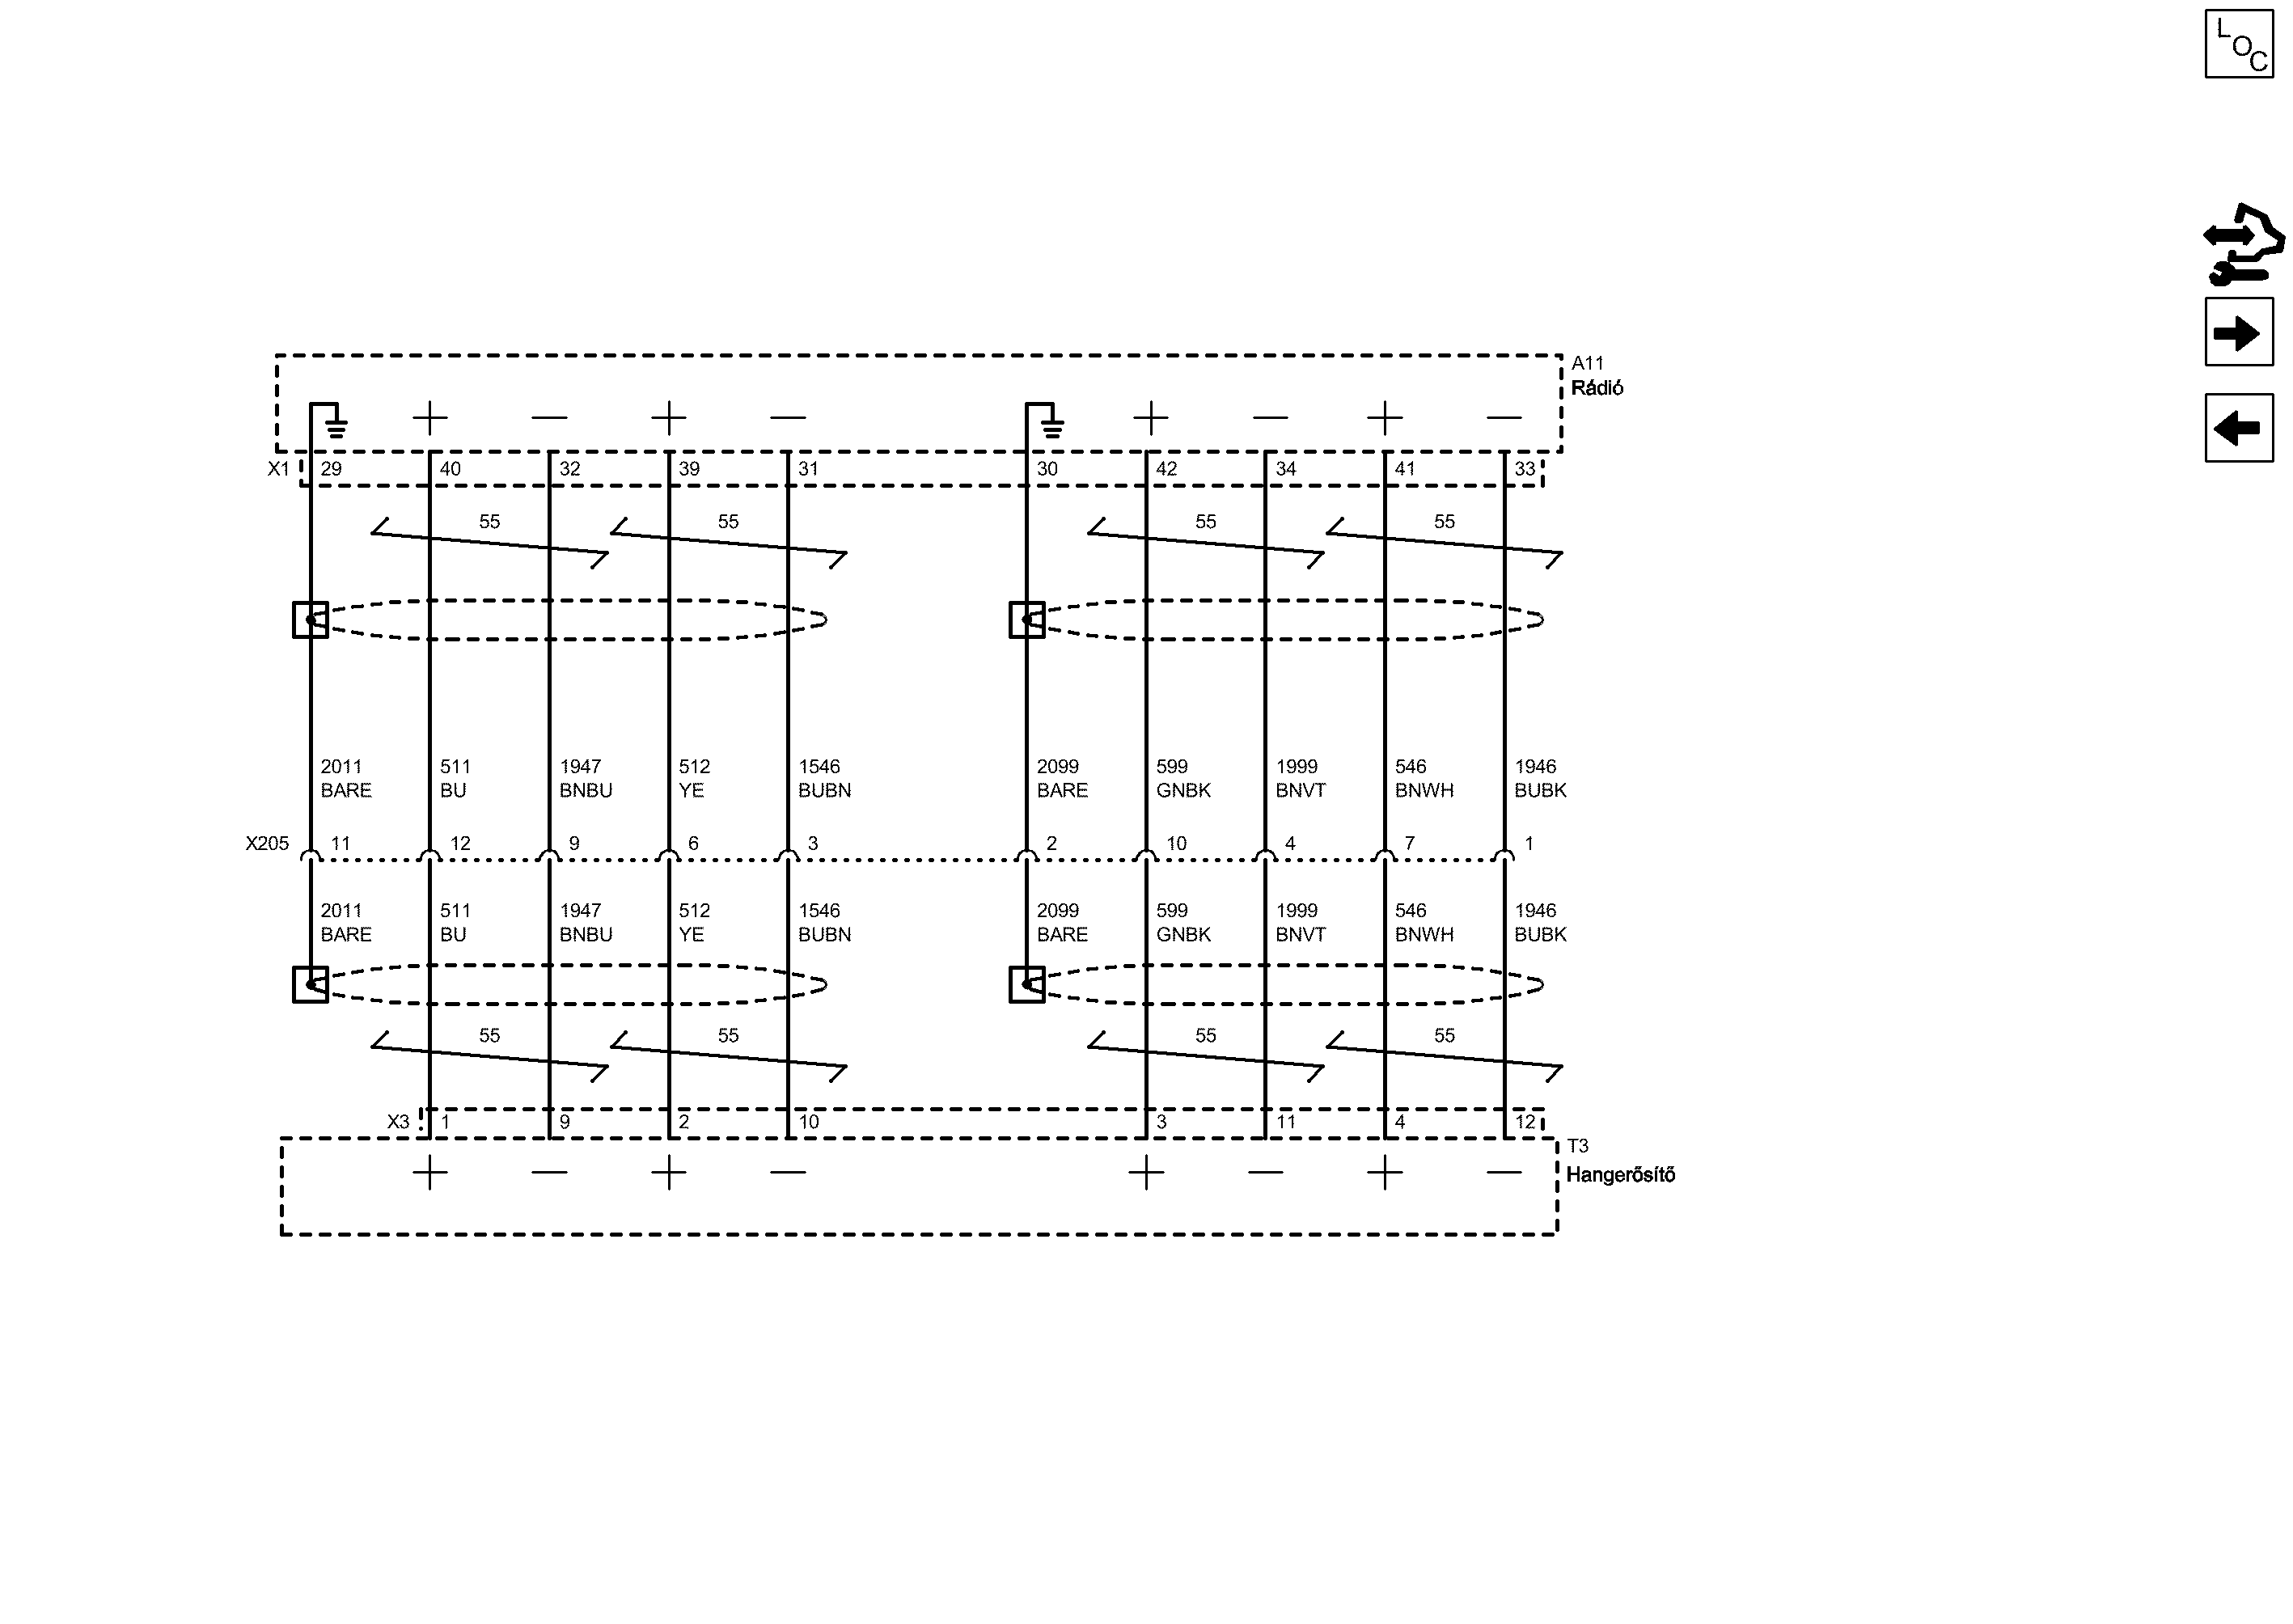 L O C
A11
Rádió
X1 29 40 32 39 31 30 42 34 41 33
55 55 55 55
2011 511 1947 512 1546 2099 599 1999 546 1946
BARE BU BNBU YE BUBN BARE GNBK BNVT BNWH BUBK
X205 11 12 9 6 3 2 10 4 7 1
2011 511 1947 512 1546 2099 599 1999 546 1946
BARE BU BNBU YE BUBN BARE GNBK BNVT BNWH BUBK
55 55 55 55
X3 1 9 2 10 3 11 4 12
T3
Hangerősítő